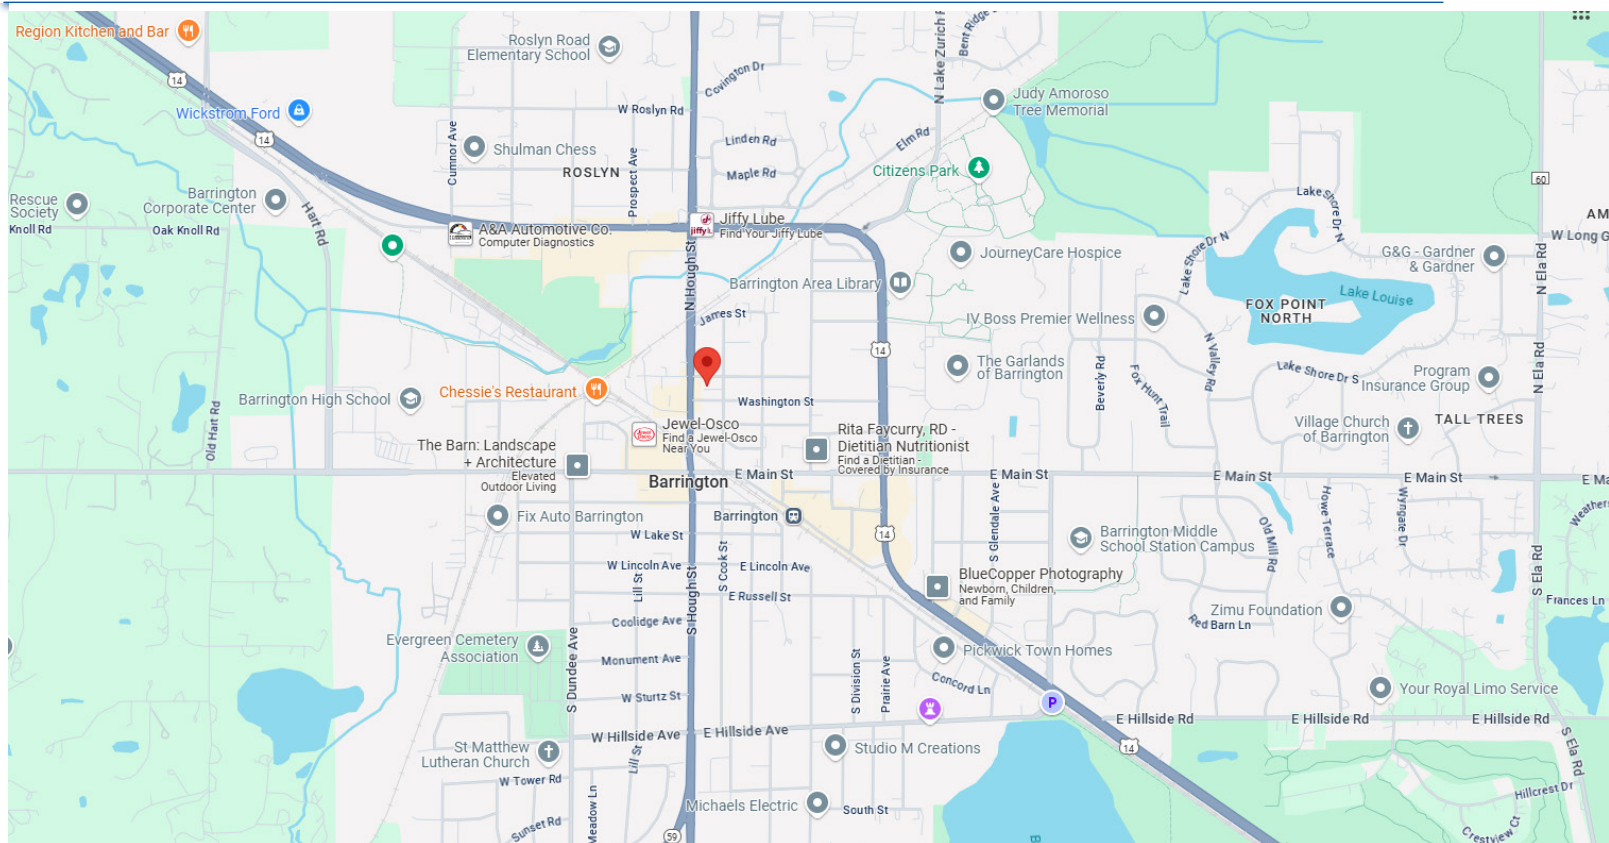 Region Kitchen and Bar
14
Wickstrom Ford
14
Roslyn Road
Elementary School
W Roslyn Rd
Covington Dr
N Lake Zurich
Bent Ridge
Judy Amoroso
Tree Memorial
Cumnor Ave
Shulman Chess
ROSLYN
Prospect Ave
Linden Rd
Maple Rd
Elm Rd
Citizens Park
60
Rescue
Society
Knoll Rd
Barrington
Corporate Center
Oak Knoll Rd
Hart Rd
A&A Automotive Co.
Computer Diagnostics
jiffy
Jiffy Lube
Find Your Jiffy Lube
N Hough St
JourneyCare Hospice
Barrington Area Library
Lake Shore Dr N
Lake Shore Dr N
AM
W Long G
G&G - Gardner
& Gardner
N Ela Rd
Lake Louise
FOX POINT
NORTH
IV Boss Premier Wellness
James St
14
The Garlands
of Barrington
Beverly Rd
Fox Hunt Trail
N Valley Rd
Lake Shore Dr S
N Ela Rd
Program
Insurance Group
Chessie's Restaurant
Barrington High School
Old Hart Rd
Washington St
Jewel-Osco
Find a Jewel-Osco
Near You
Rita Faycurry, RD -
Dietitian Nutritionist
Find a Dietitian -
Covered by Insurance
Village Church
of Barrington
TALL TREES
The Barn: Landscape
+ Architecture
Elevated
Outdoor Living
E Main St
E Main St
E Main St
E Main St
E Ma
Barrington
Fix Auto Barrington
Barrington
W Lake St
14
S Glendale Ave
Barrington Middle
School Station Campus
Old Mill Rd
Howe Terrace
Wyngate Dr
Weather
S Ela Rd
W Lincoln Ave
E Lincoln Ave
S Cook St
Lill St
E Russell St
S Hough St
BlueCopper Photography
Newborn, Children,
and Family
Zimu Foundation
Red Barn Ln
Frances Ln
Coolidge Ave
Evergreen Cemetery
Association
S Dundee Ave
Monument Ave
Pickwick Town Homes
S Division St
Prairie Ave
Concord Ln
W Sturtz St
Your Royal Limo Service
P
E Hillside Rd
E Hillside Rd
E Hillside Rd
W Hillside Ave
E Hillside Ave
14
S Ela Rd
St Matthew
Lutheran Church
Lill St
Studio M Creations
W Tower Rd
Meadow Ln
Michaels Electric
South St
Hillcrest Dr
Sunset Rd
59
Crestview Ct
B